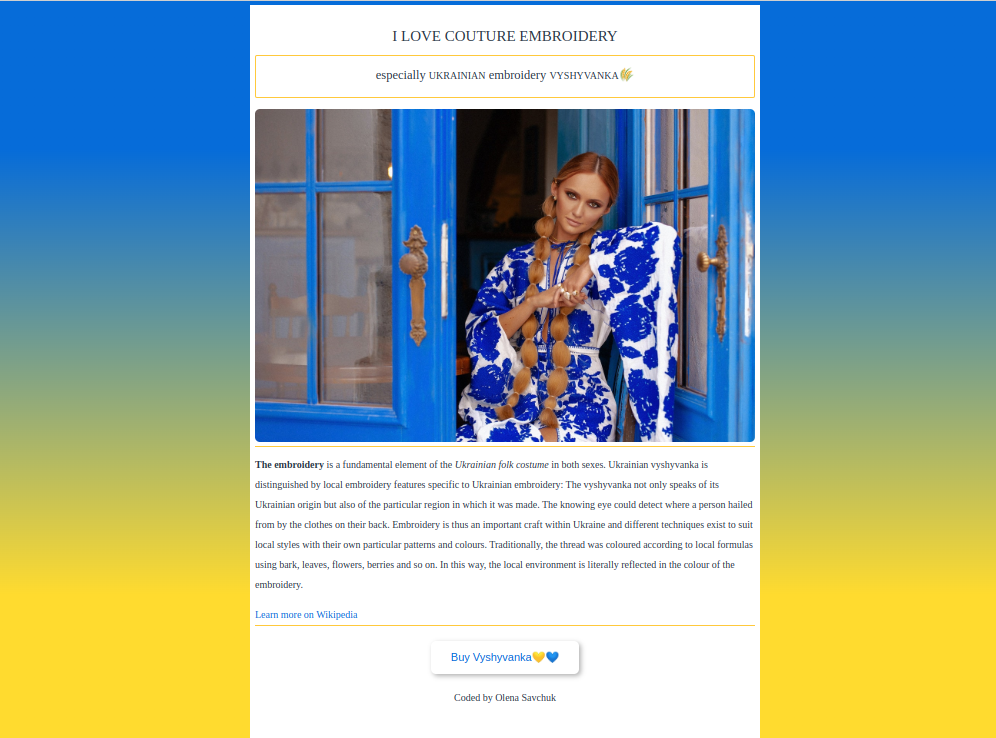 I LOVE COUTURE EMBROIDERY
especially UKRAINIAN embroidery VYSHYVANKA🌾
The embroidery is a fundamental element of the Ukrainian folk costume in both sexes. Ukrainian vyshyvanka is
distinguished by local embroidery features specific to Ukrainian embroidery: The vyshyvanka not only speaks of its
Ukrainian origin but also of the particular region in which it was made. The knowing eye could detect where a person hailed
from by the clothes on their back. Embroidery is thus an important craft within Ukraine and different techniques exist to suit
local styles with their own particular patterns and colours. Traditionally, the thread was coloured according to local formulas
using bark, leaves, flowers, berries and so on. In this way, the local environment is literally reflected in the colour of the
embroidery.
Learn more on Wikipedia
Buy Vyshyvanka💛💙
Coded by Olena Savchuk